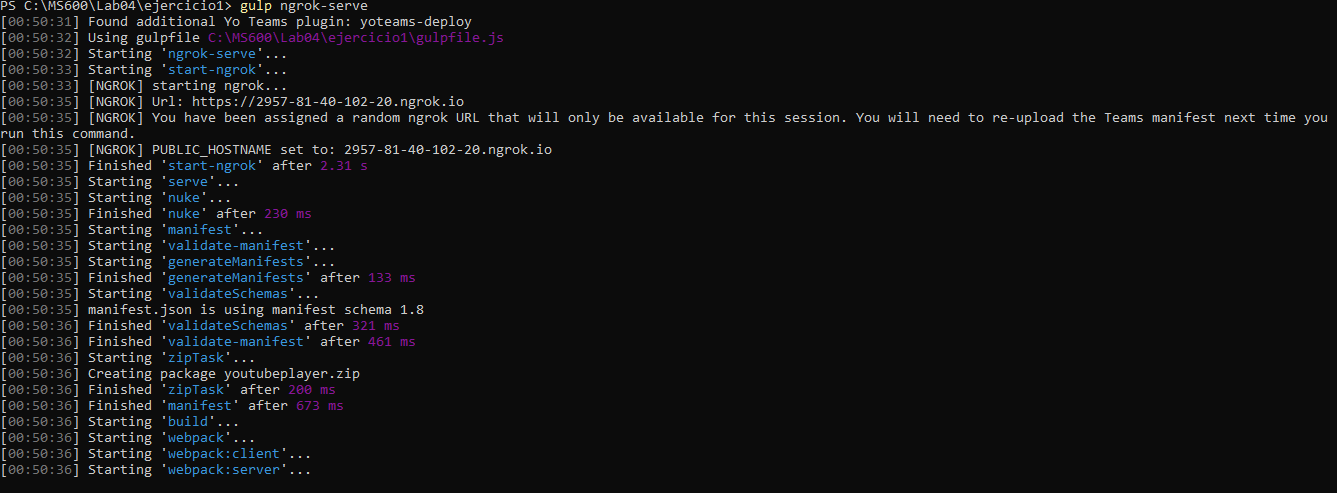 PS C:\MS600\Lab04\ejercicio1> gulp ngrok-serve
[00:50:31] Found additional Yo Teams plugin: yoteams-deploy
[00:50:32] Using gulpfile C:\MS600\Lab04\ejercicio1\gulpfile.js
[00:50:32] Starting 'ngrok-serve'...
[00:50:33] Starting 'start-ngrok'...
[00:50:33] [NGROK] starting ngrok...
[00:50:35] [NGROK] Url: https://2957-81-40-102-20.ngrok.io
[00:50:35] [NGROK] You have been assigned a random ngrok URL that will only be available for this session. You will need to re-upload the Teams manifest next time you
run this command.
[00:50:35] [NGROK] PUBLIC_HOSTNAME set to: 2957-81-40-102-20.ngrok.io
[00:50:35] Finished 'start-ngrok' after 2.31 s
[00:50:35] Starting 'serve'...
[00:50:35] Starting 'nuke'...
[00:50:35] Finished 'nuke' after 230 ms
[00:50:35] Starting 'manifest'...
[00:50:35] Starting 'validate-manifest'...
[00:50:35] Starting 'generateManifests'...
[00:50:35] Finished 'generateManifests' after 133 ms
[00:50:35] Starting 'validateSchemas'...
[00:50:35] manifest.json is using manifest schema 1.8
[00:50:36] Finished 'validateSchemas' after 321 ms
[00:50:36] Finished 'validate-manifest' after 461 ms
[00:50:36] Starting 'zipTask'...
[00:50:36] Creating package youtubeplayer.zip
[00:50:36] Finished 'zipTask' after 200 ms
[00:50:36] Finished 'manifest' after 673 ms
[00:50:36] Starting 'build'...
[00:50:36] Starting 'webpack'...
[00:50:36] Starting 'webpack:client'...
[00:50:36] Starting 'webpack:server'...